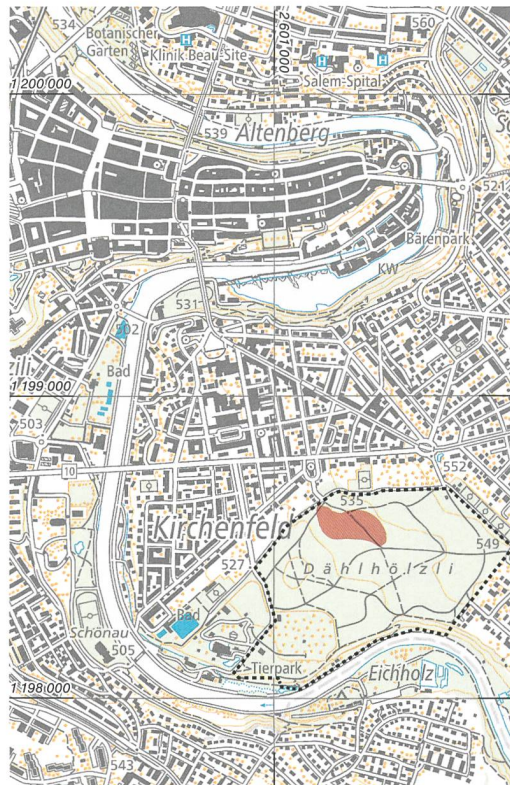 534
Botanischer
Garten
Klinik Beau-Site
H
H
H
2 601 000
560
Salem-Spital
1 200 000
539
Altenberg
521
Bärenpark
KW
531
502
Bad
1 199 000
503
10
552
535
Kirchenfeld
549
527
Dählhölzli
Bad
Schönau
505
Tierpark
Eichholz
1 198 000
543